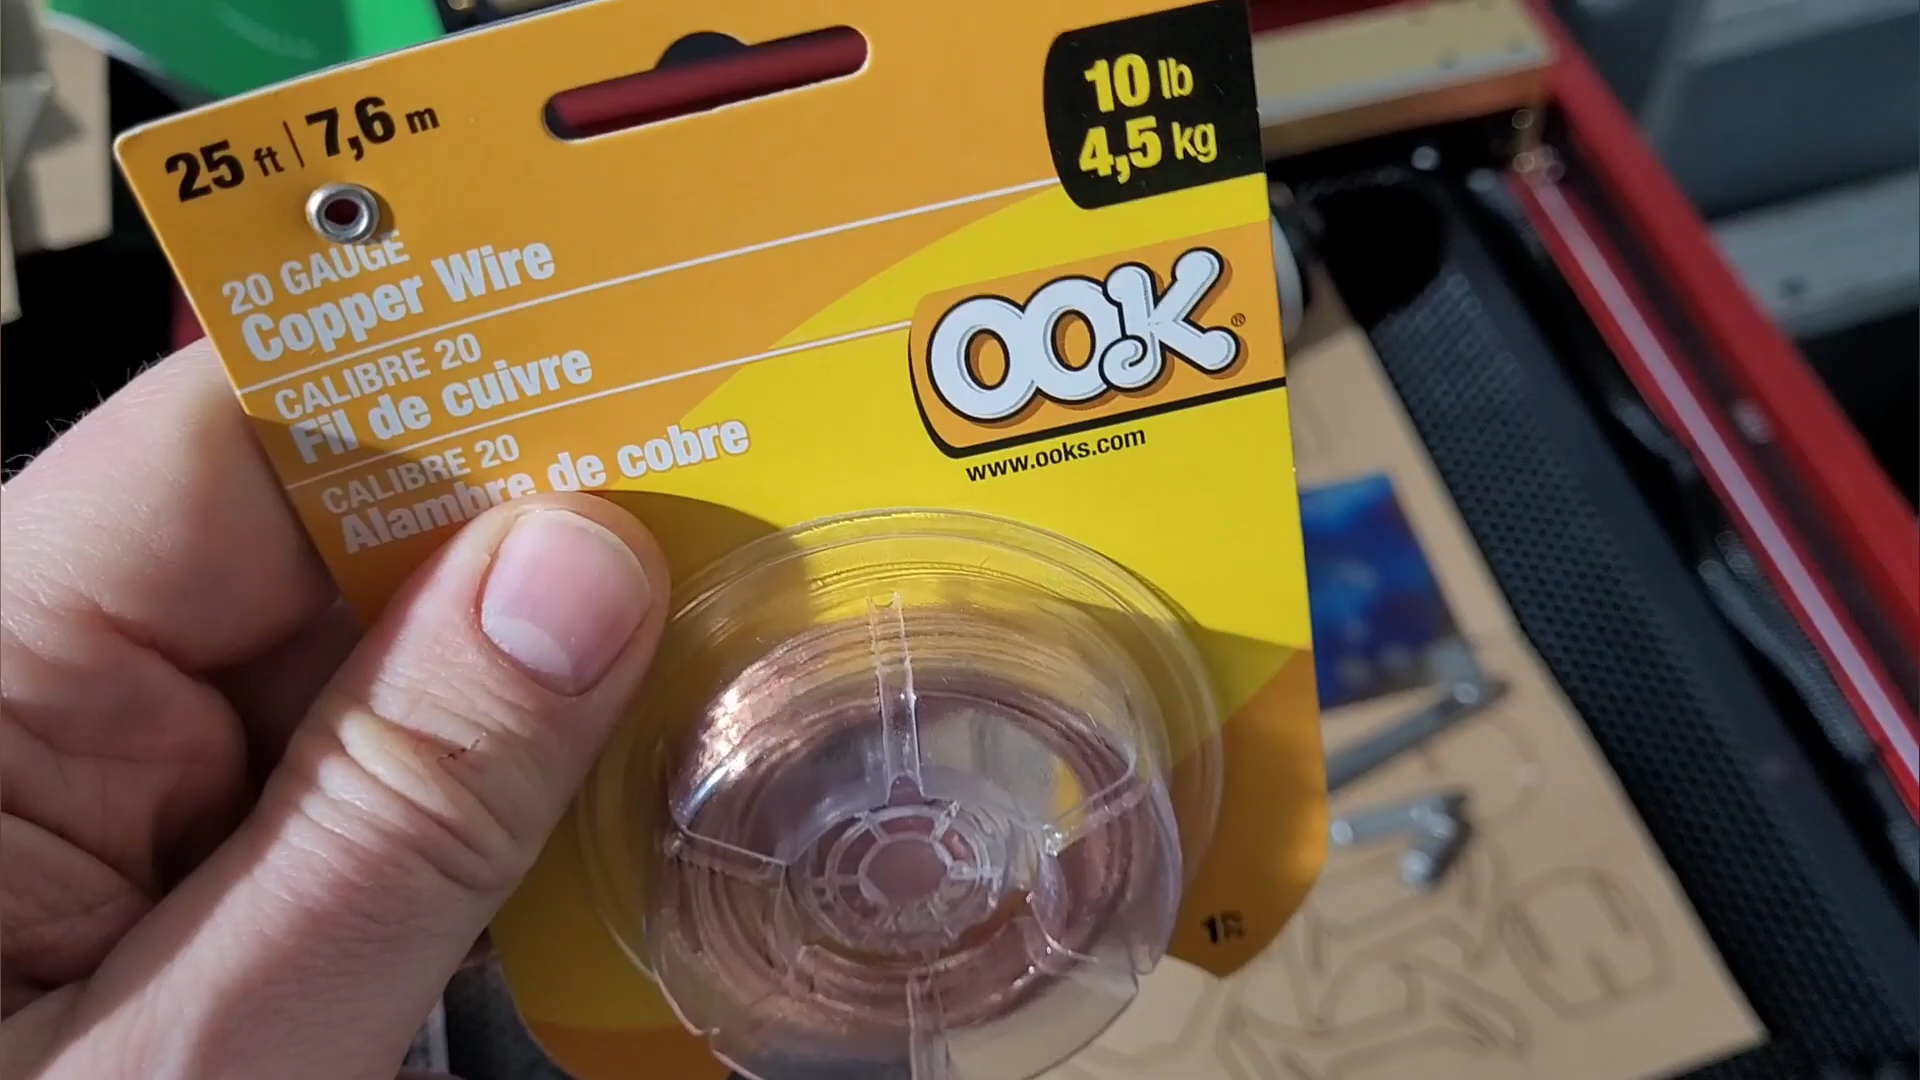 25 ft | 7,6 m
10 lb
4,5 kg
20 GAUGE
Copper Wire
CALIBRE 20
Fil de cuivre
CALIBRE 20
Alambre de cobre
OOK®
www.ooks.com